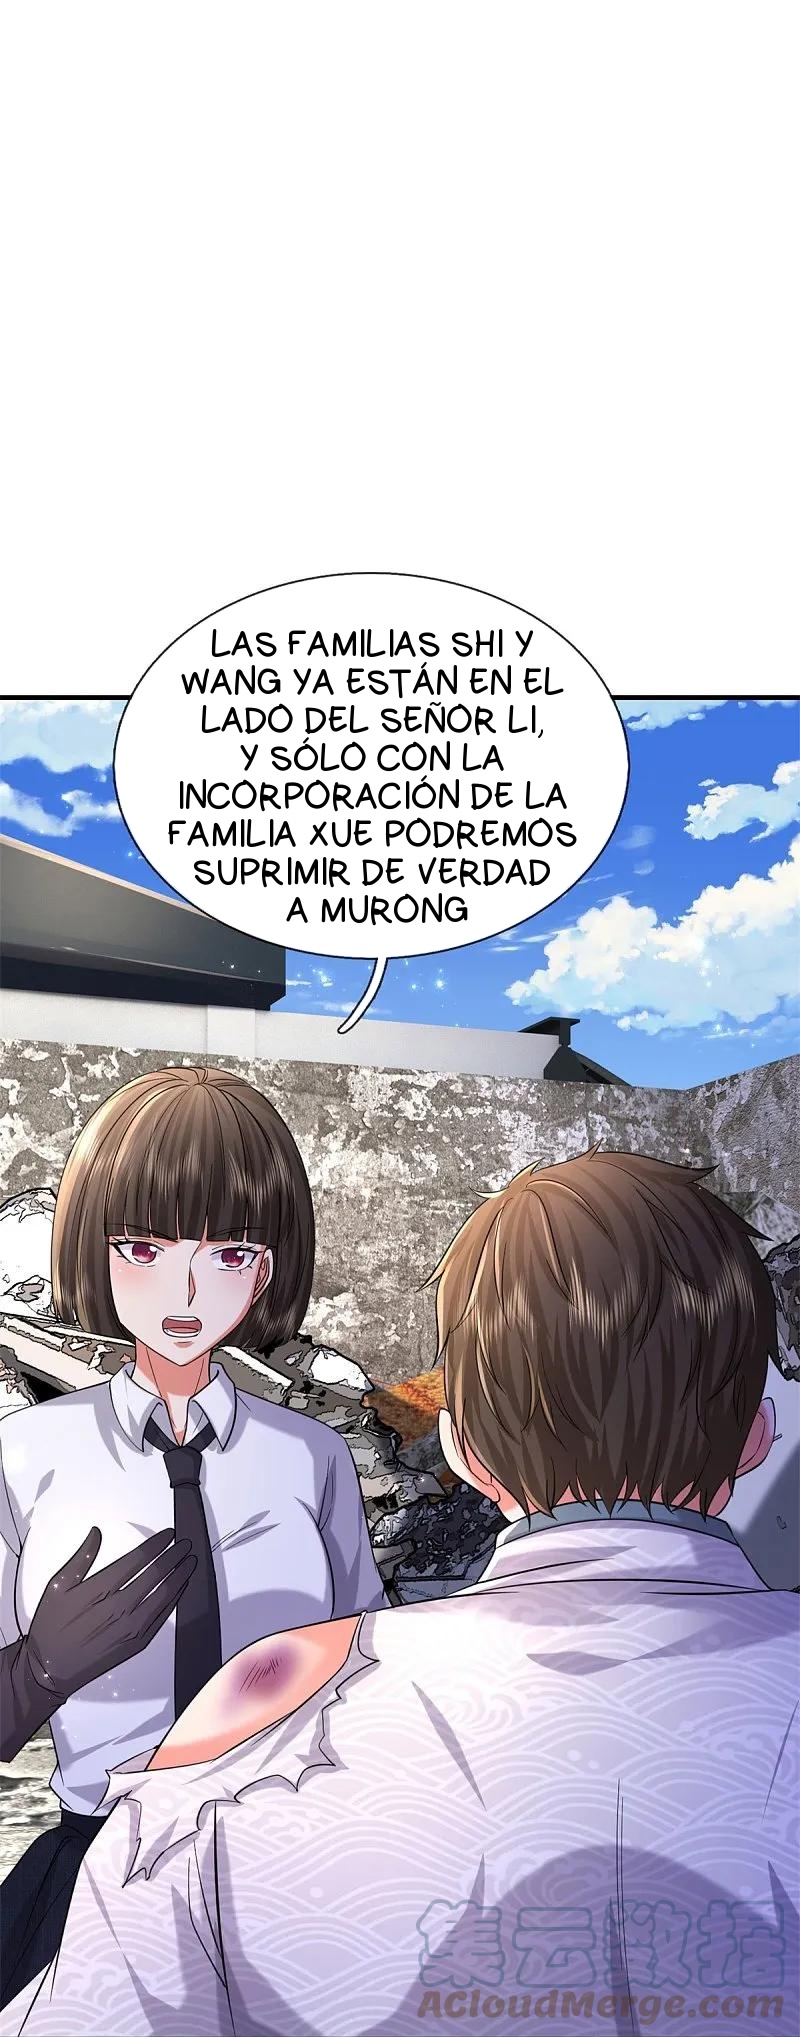 LAS FAMILIAS SHI Y
WANG YA ESTÁN EN EL
LADO DEL SEÑOR LI,
Y SÓLO CON LA
INCORPORACIÓN DE LA
FAMILIA XUE PODREMOS
SUPRIMIR DE VERDAD
A MURONG
集云数据
ACloudMerge.com